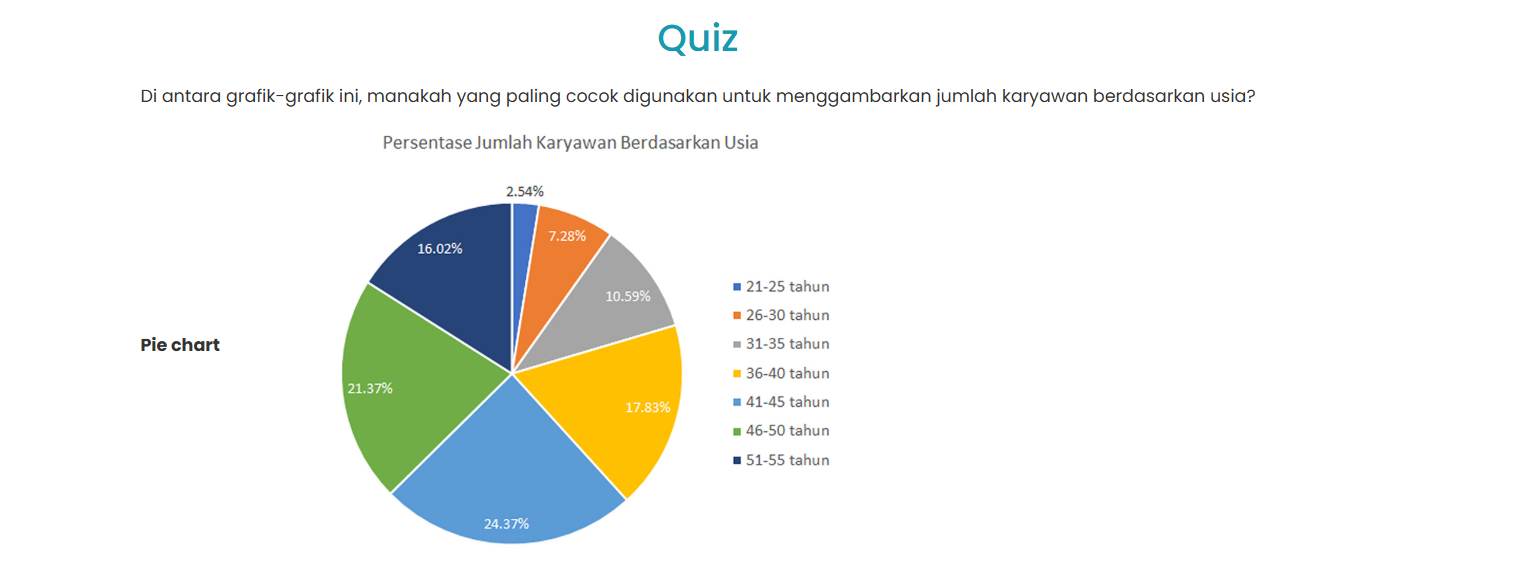 Quiz
Di antara grafik-grafik ini, manakah yang paling cocok digunakan untuk menggambarkan jumlah karyawan berdasarkan usia?
Persentase Jumlah Karyawan Berdasarkan Usia
Pie chart
2.54%
7.28%
10.59%
17.83%
24.37%
21.37%
16.02%
21-25 tahun
26-30 tahun
31-35 tahun
36-40 tahun
41-45 tahun
46-50 tahun
51-55 tahun